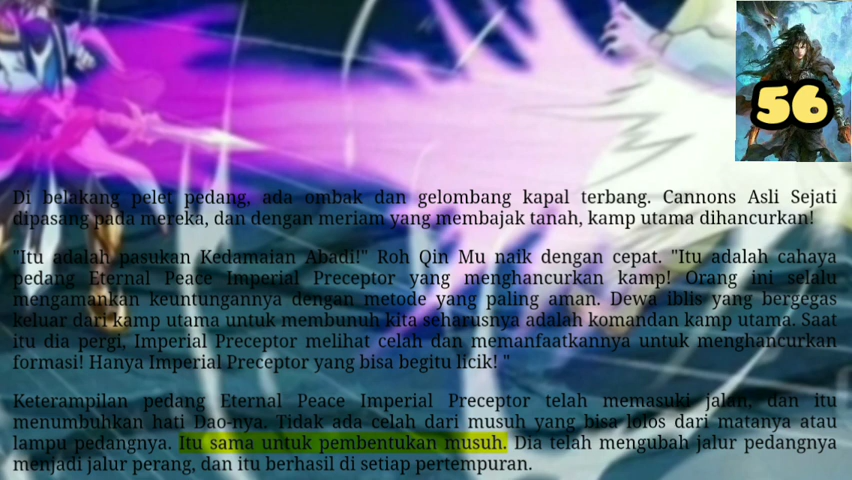 56
Di belakang pelet pedang, ada ombak dan gelombang kapal terbang. Cannons Asli Sejati
dipasang pada mereka, dan dengan meriam yang membajak tanah, kamp utama dihancurkan!
"Itu adalah pasukan Kedamaian Abadi!" Roh Qin Mu naik dengan cepat. "Itu adalah cahaya
pedang Eternal Peace Imperial Preceptor yang menghancurkan kamp! Orang ini selalu
mengamankan keuntungannya dengan metode yang paling aman. Dewa iblis yang bergegas
keluar dari kamp utama untuk membunuh kita seharusnya adalah komandan kamp utama. Saat
itu dia pergi, Imperial Preceptor melihat celah dan memanfaatkannya untuk menghancurkan
formasi! Hanya Imperial Preceptor yang bisa begitu licik! "
Keterampilan pedang Eternal Peace Imperial Preceptor telah memasuki jalan, dan itu
menumbuhkan hati Dao-nya. Tidak ada celah dari musuh yang bisa lolos dari matanya atau
lampu pedangnya. Itu sama untuk pembentukan musuh. Dia telah mengubah jalur pedangnya
menjadi jalur perang, dan itu berhasil di setiap pertempuran.